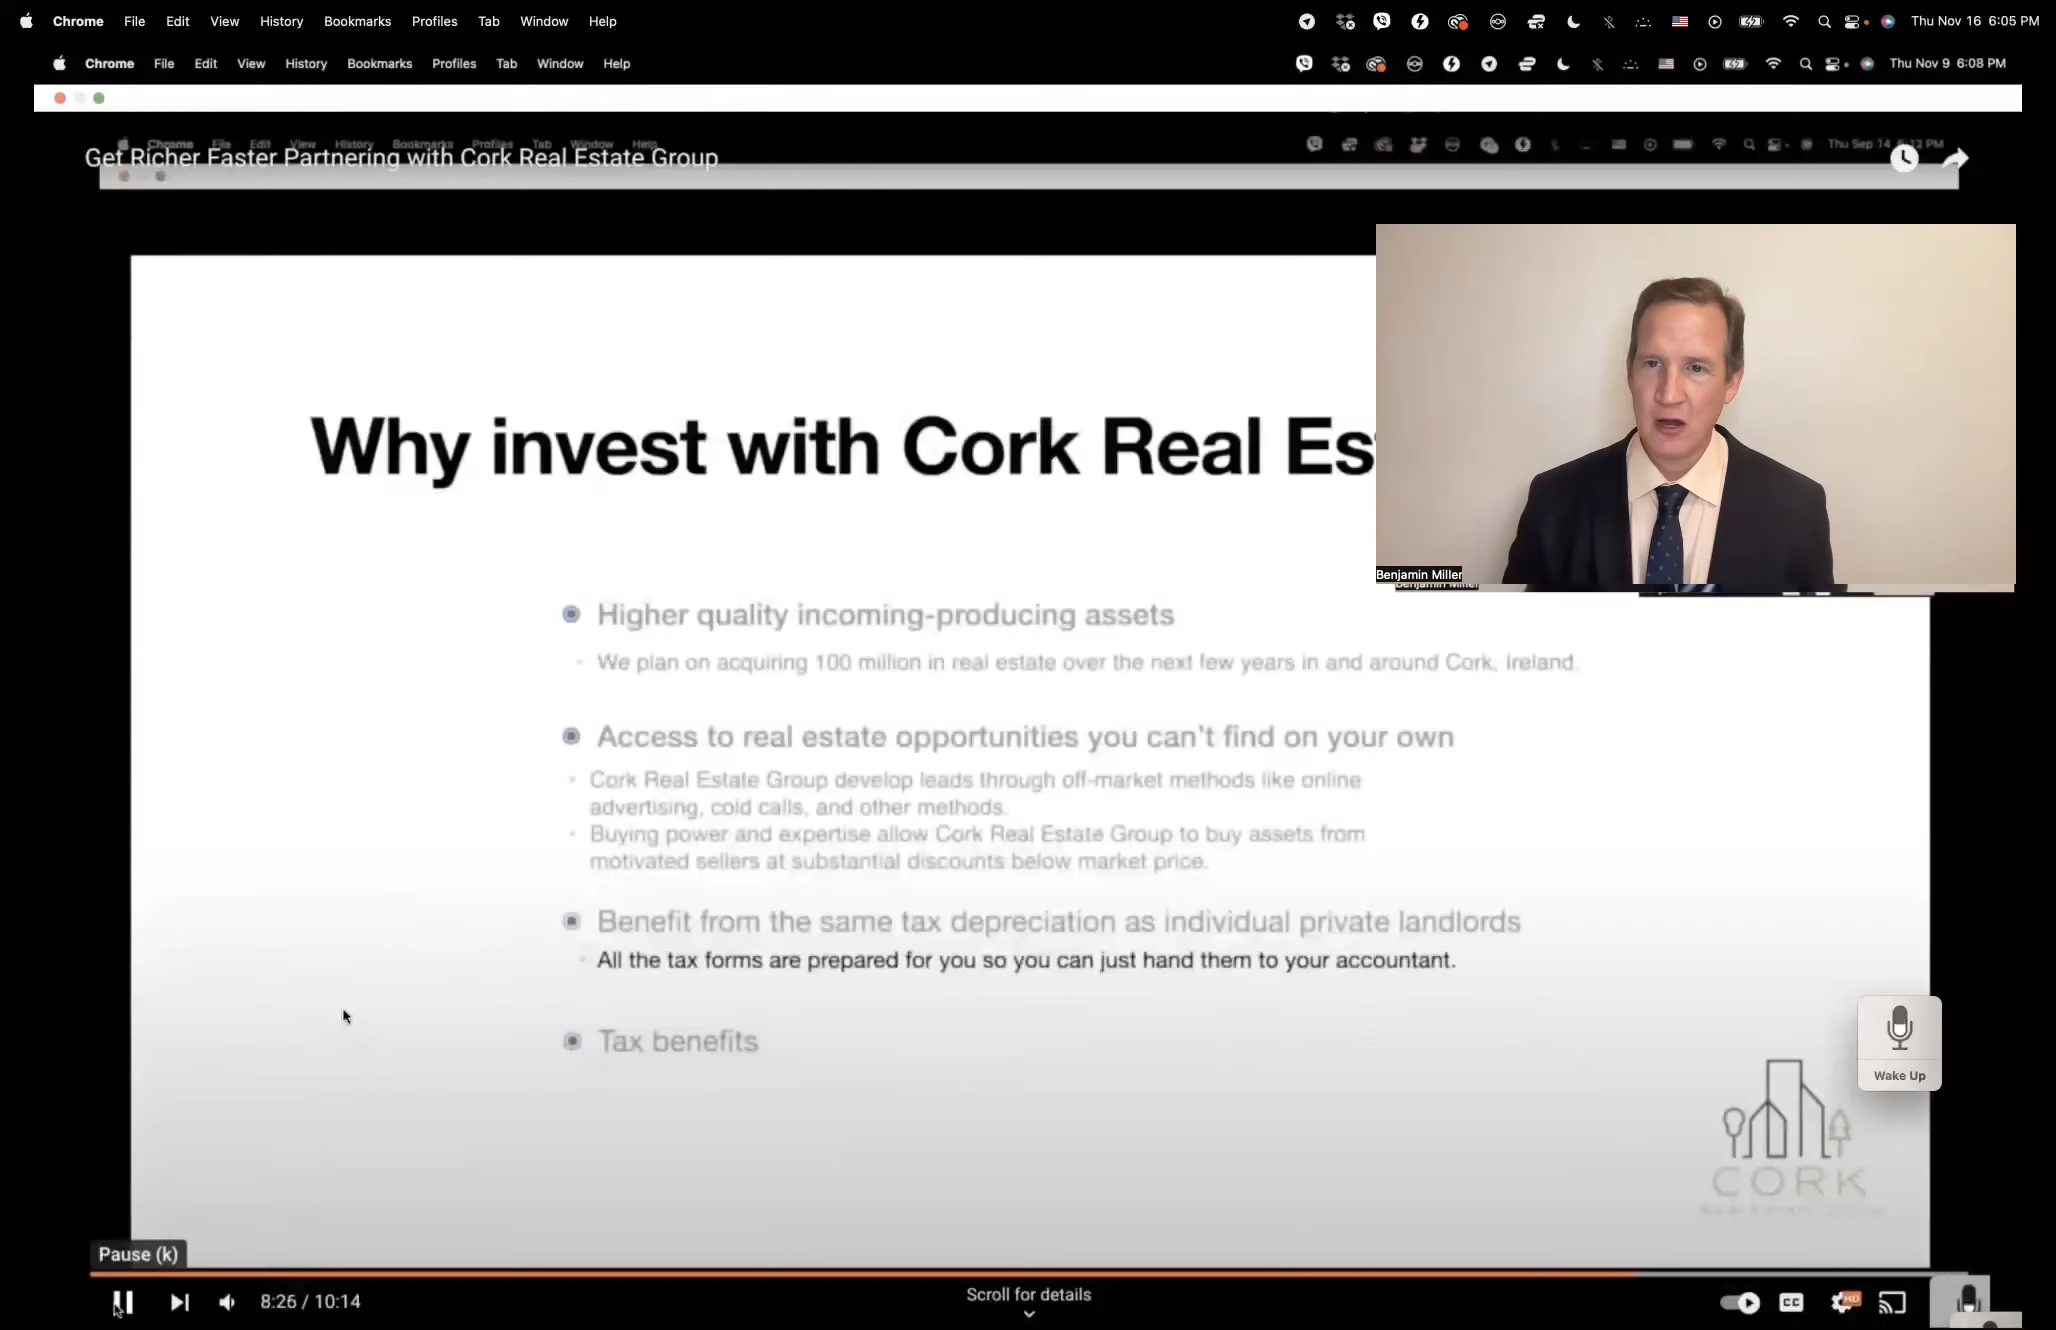 Chrome File Edit View History Bookmarks Profiles Tab Window Help Thu Nov 16 6:05 PM
Chrome File Edit View History Bookmarks Profiles Tab Window Help Thu Nov 9 6:08 PM
Chrome File Edit View History Bookmarks Profiles Tab Window Help Thu Sep 14
Get Richer Faster Partnering with Cork Real Estate Group
Why invest with Cork Real Es
Benjamin Miller
Benjamin Miller
Higher quality incoming-producing assets
We plan on acquiring 100 million in real estate over the next few years in and around Cork, Ireland.
Access to real estate opportunities you can't find on your own
Cork Real Estate Group develop leads through off-market methods like online
advertising, cold calls, and other methods.
Buying power and expertise allow Cork Real Estate Group to buy assets from
motivated sellers at substantial discounts below market price.
Benefit from the same tax depreciation as individual private landlords
All the tax forms are prepared for you so you can just hand them to your accountant.
Tax benefits
Wake Up
CORK
Pause (k)
8:26 / 10:14
Scroll for details
CC
HD